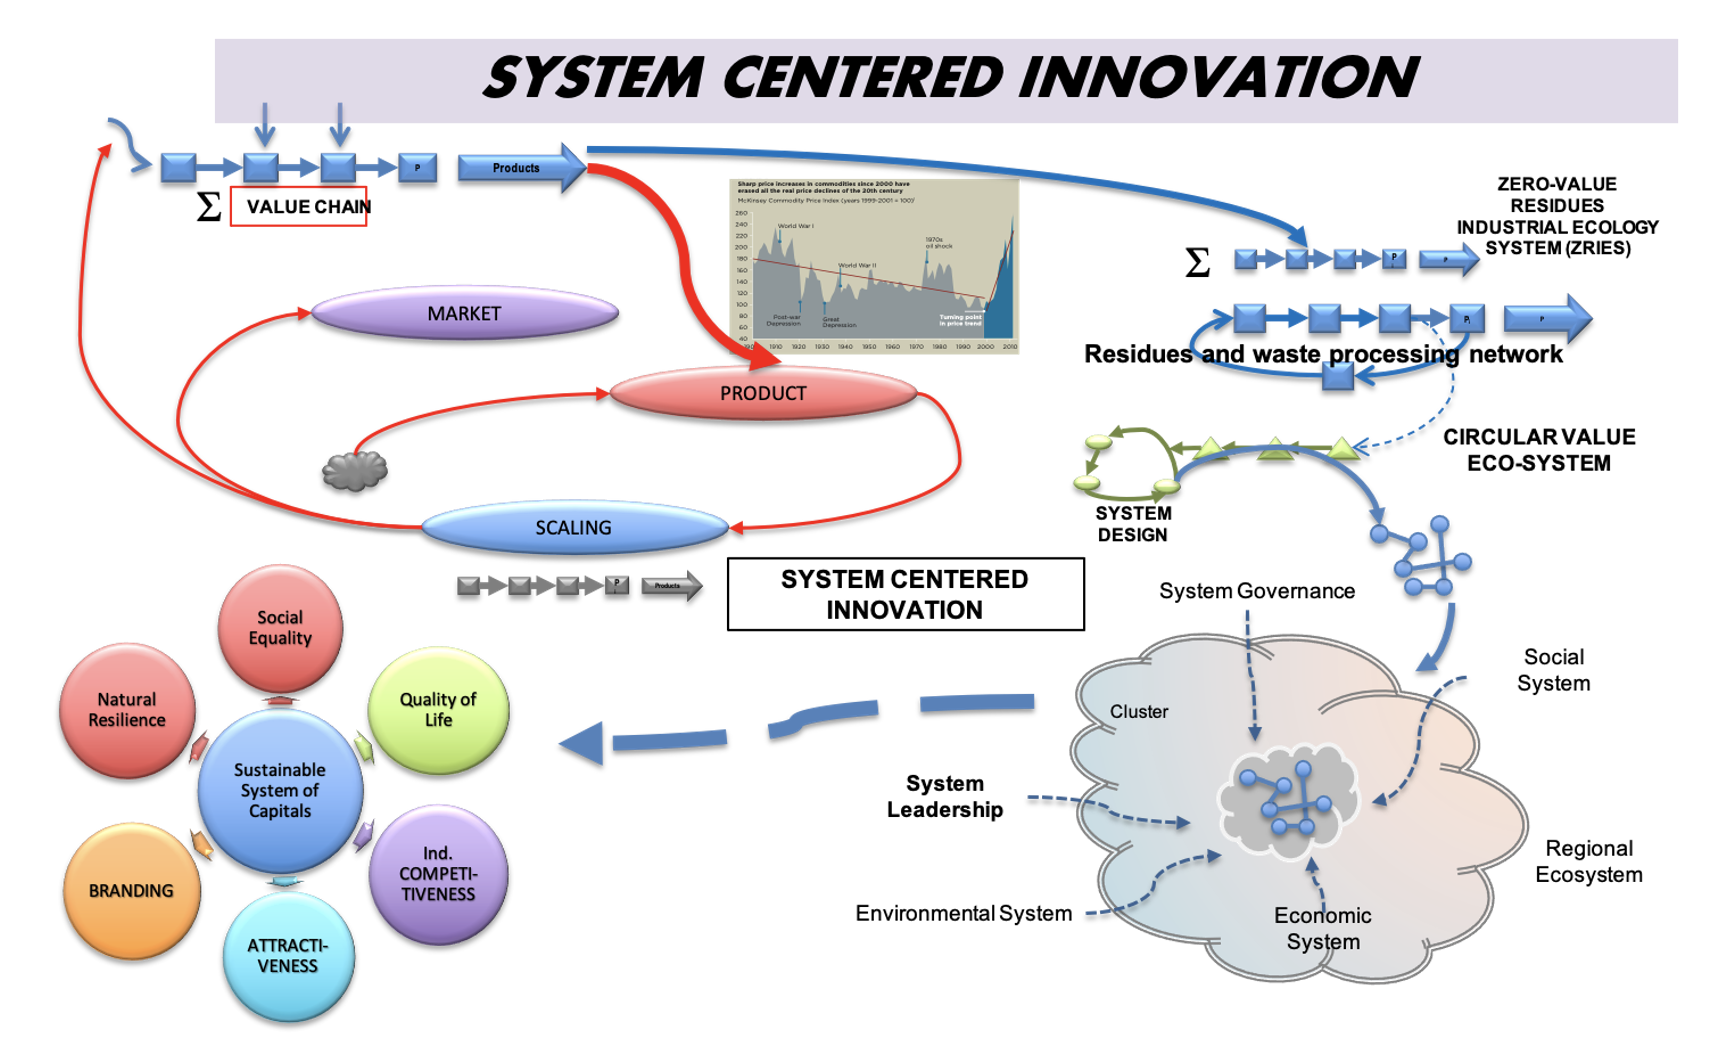 SYSTEM CENTERED INNOVATION
P
Products
Σ VALUE CHAIN
Sharp price increases in commodities since 2000 have
erased all the real price declines of the 20th century
McKinsey Commodity Price Index (years 1999-2001 = 100)
260
240
220
200
180
160
140
120
100
80
60
40
World War I
1970s
oil shock
World War II
Post-war
Depression
Great
Depression
Turning point
in price trend
1910 1920 1930 1940 1950 1960 1970 1980 1990 2000 2010
ZERO-VALUE
RESIDUES
INDUSTRIAL ECOLOGY
SYSTEM (ZRIES)
Σ
P
P
P
P
Residues and waste processing network
MARKET
PRODUCT
SCALING
P
Products
CIRCULAR VALUE
ECO-SYSTEM
SYSTEM
DESIGN
SYSTEM CENTERED
INNOVATION
System Governance
Social
System
Cluster
System
Leadership
Regional
Ecosystem
Environmental System
Economic
System
Social
Equality
Natural
Resilience
Quality of
Life
Sustainable
System of
Capitals
BRANDING
Ind.
COMPETI-
TIVENESS
ATTRACTI-
VENESS